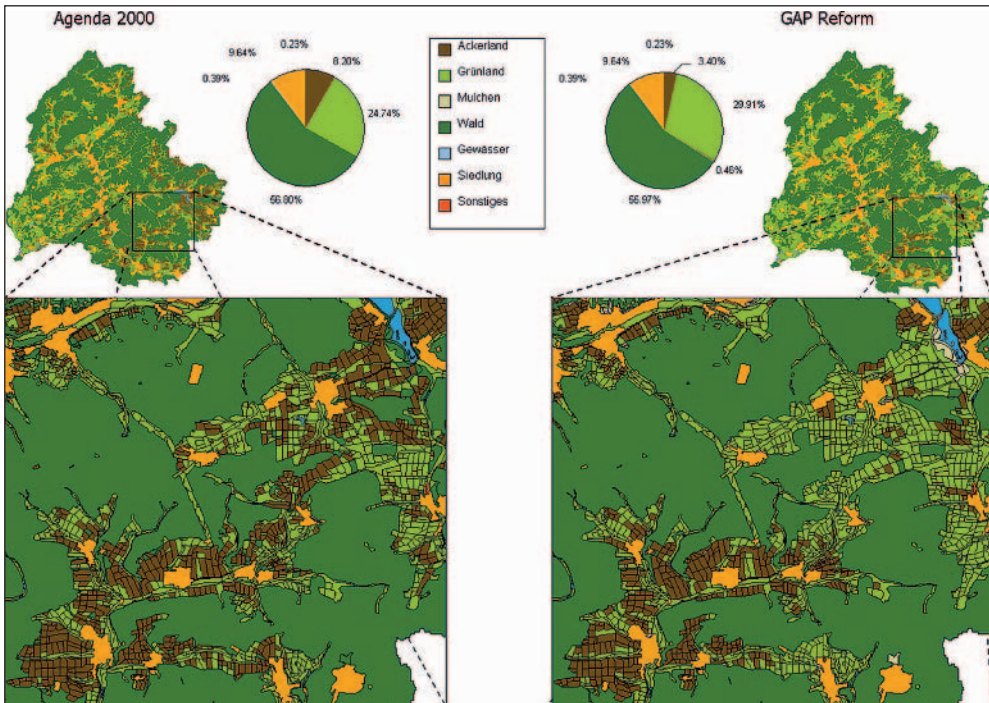 Agenda 2000
0.23%
9.64%
8.20%
0.39%
24.74%
56.80%
Ackerland
Grünland
Mulchen
Wald
Gewässer
Siedlung
Sonstiges
GAP Reform
0.23%
9.64%
3.40%
0.39%
29.91%
0.46%
55.97%